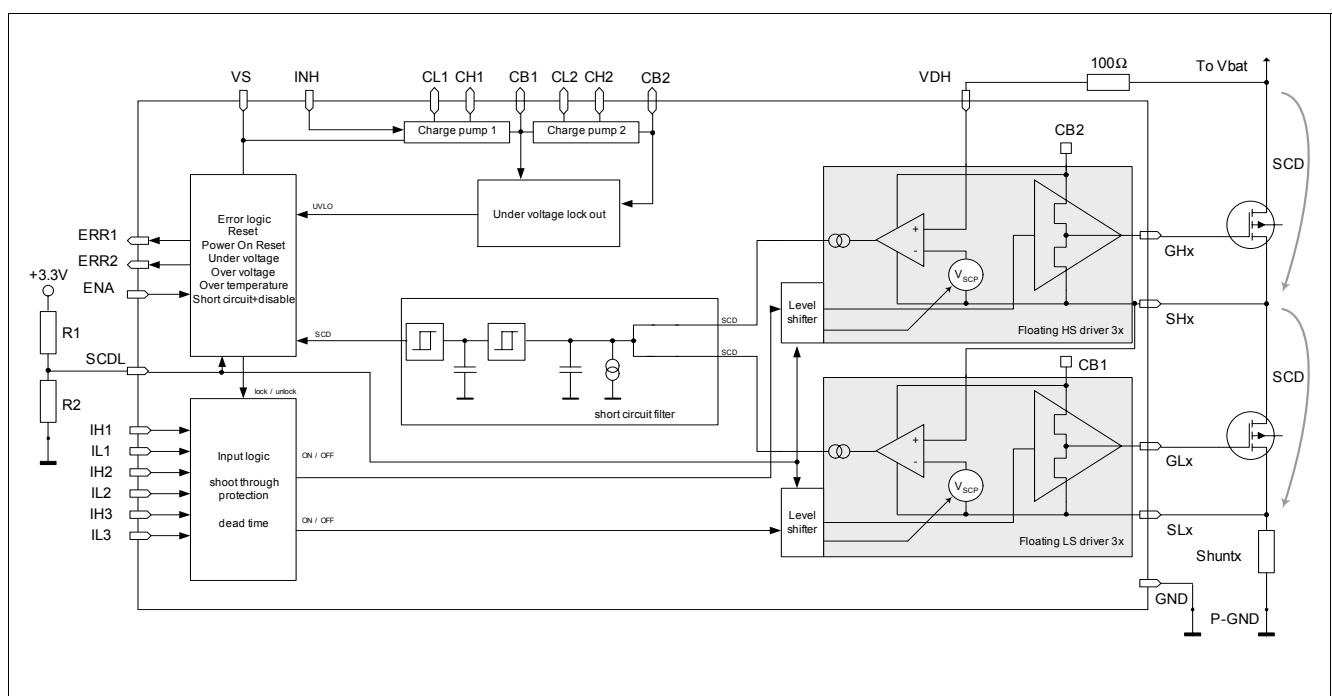 VS
INH
CL1
CH1
CB1
CL2
CH2
CB2
VDH
100Ω
To Vbat
Charge pump 1
Charge pump 2
CB2
SCD
Error logic
Reset
Power On Reset
Under voltage
Over voltage
Over temperature
Short circuit+disable
UVLO
Under voltage lock out
ERR1
ERR2
ENA
+3.3V
R1
SCDL
R2
+
-
VSCP
Level
shifter
Floating HS driver 3x
GHx
SHx
SCD
SCD
SCD
short circuit filter
lock / unlock
CB1
SCD
IH1
IL1
IH2
IL2
IH3
IL3
Input logic
shoot through
protection
dead time
ON / OFF
ON / OFF
+
-
VSCP
Level
shifter
Floating LS driver 3x
GLx
SLx
Shuntx
GND
P-GND